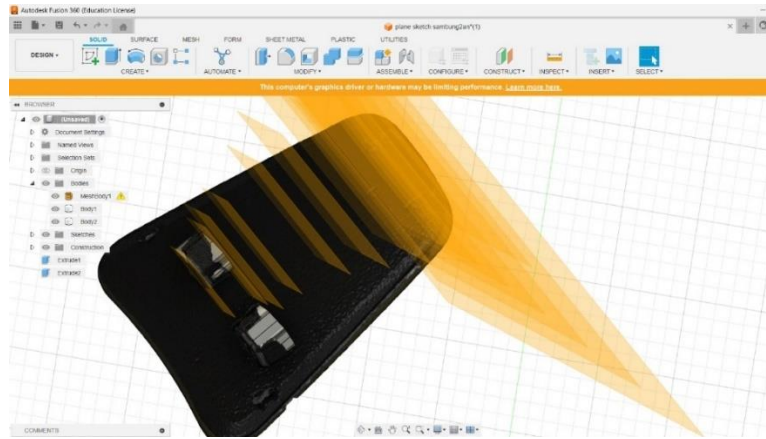 Autodesk Fusion 360 (Education License)
plane sketch sambung2an*(1)
SOLID SURFACE MESH FORM SHEET METAL PLASTIC UTILITIES
DESIGN
CREATE AUTOMATE MODIFY ASSEMBLE CONFIGURE CONSTRUCT INSPECT INSERT SELECT
This computer's graphics driver or hardware may be limiting performance. Learn more here.
BROWSER
(Unsaved)
Document Settings
Named Views
Selection Sets
Origin
Bodies
MeshBody1
Body1
Body2
Sketches
Construction
Extrude1
Extrude2
COMMENTS